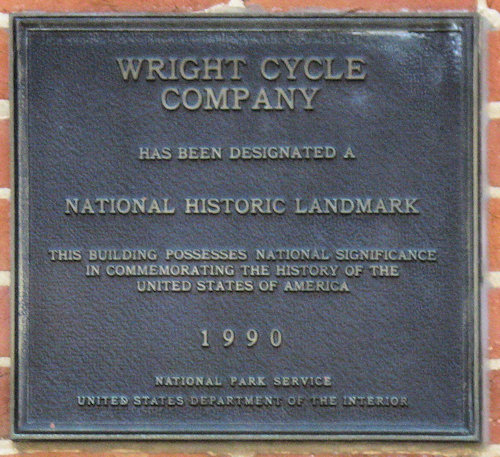 WRIGHT CYCLE
COMPANY
HAS BEEN DESIGNATED A
NATIONAL HISTORIC LANDMARK
THIS BUILDING POSSESSES NATIONAL SIGNIFICANCE
IN COMMEMORATING THE HISTORY OF THE
UNITED STATES OF AMERICA
1990
NATIONAL PARK SERVICE
UNITED STATES DEPARTMENT OF THE INTERIOR